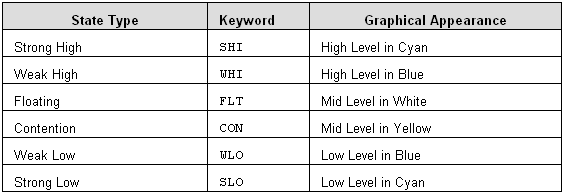 State Type Keyword Graphical Appearance
Strong High SHI High Level in Cyan
Weak High WHI High Level in Blue
Floating FLT Mid Level in White
Contention CON Mid Level in Yellow
Weak Low WLO Low Level in Blue
Strong Low SLO Low Level in Cyan